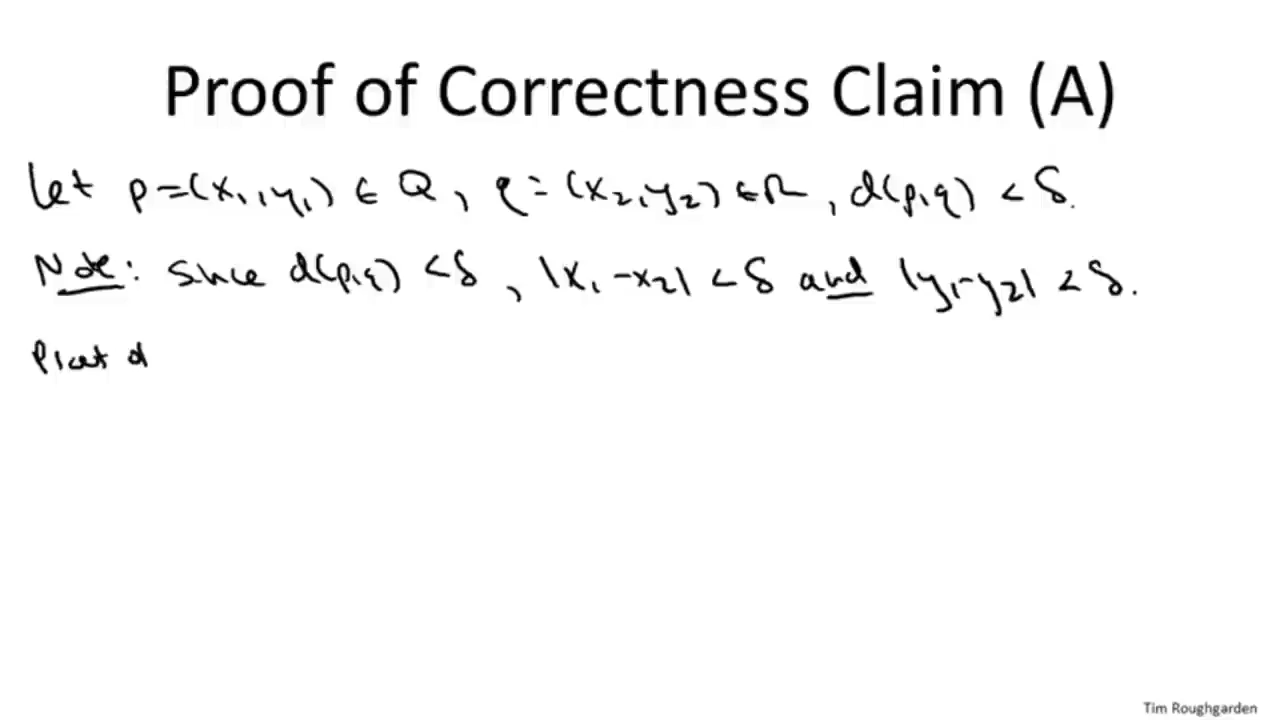 Proof of Correctness Claim (A)
Let p=(x₁,y₁) ∈ Q, q=(x₂,y₂) ∈ R, d(p,q) < δ.
Note: Since d(p,q) < δ, |x₁-x₂| < δ and |y₁-y₂| < δ.
Tim Roughgarden